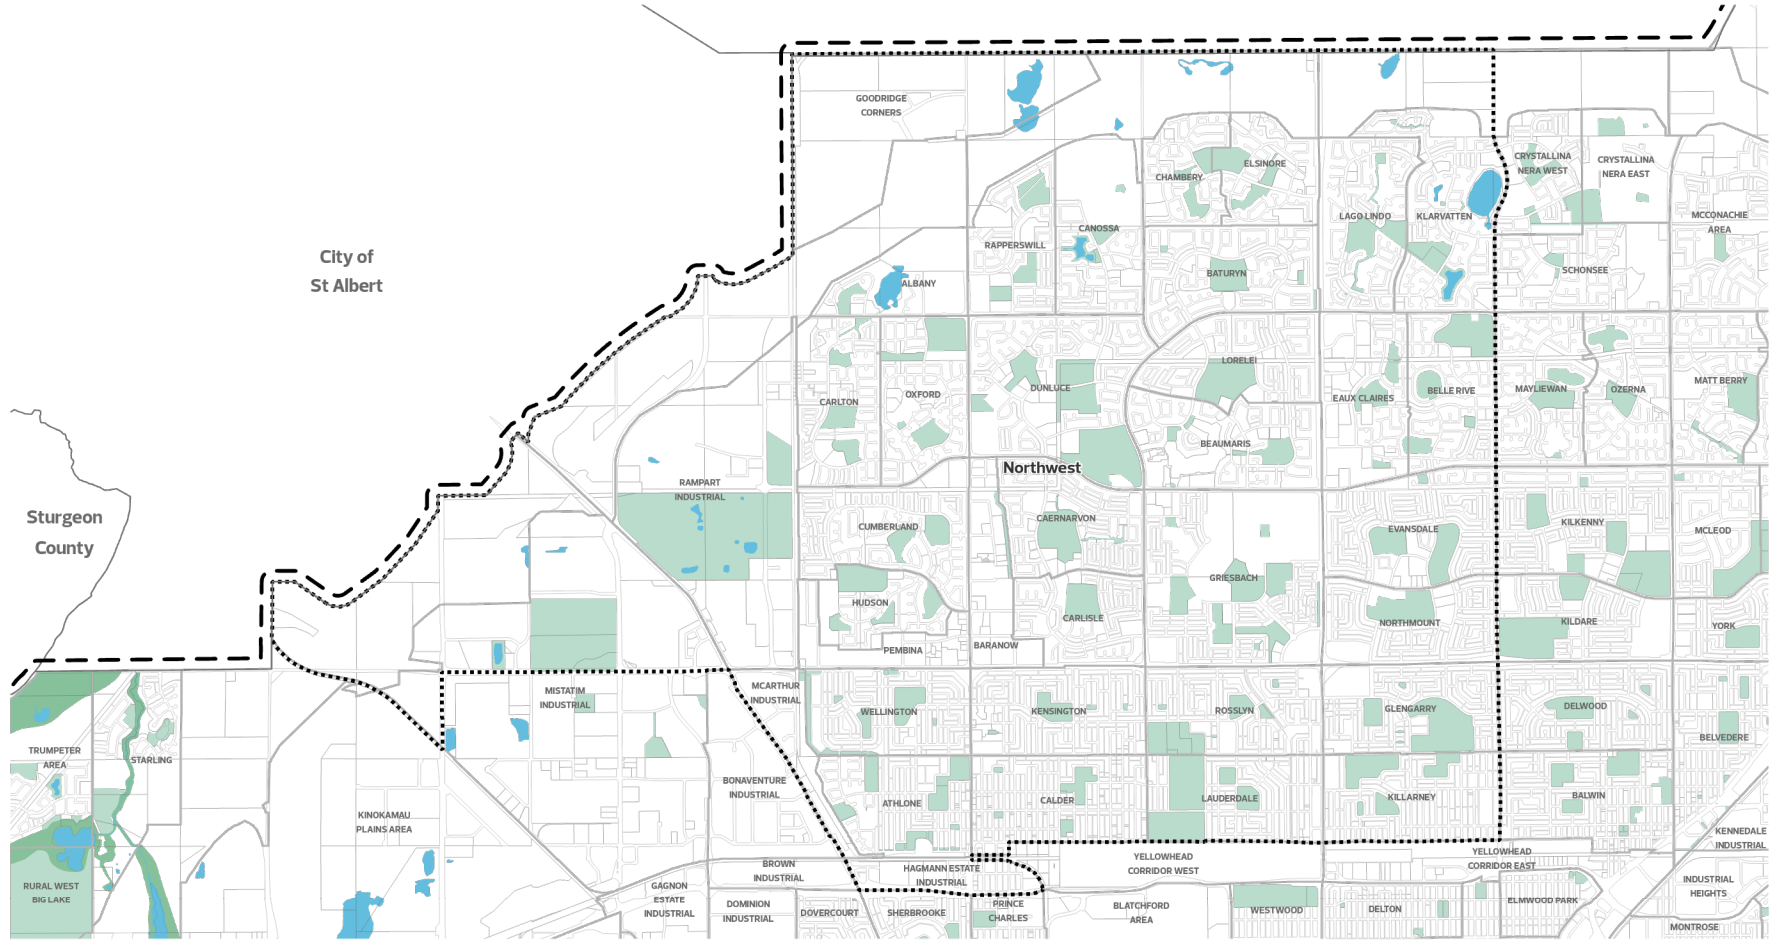 GOODRIDGE
CORNERS
ELSINORE
CHAMBERY
CRYSTALLINA
NERA WEST
CRYSTALLINA
NERA EAST
MCCONACHIE
AREA
LAGO LINDO
KLARVATTEN
CANOSSA
RAPPERSWILL
City of
St Albert
BATURYN
SCHONSEE
ALBANY
LORELEI
DUNLUCE
CARLTON
OXFORD
EAUX CLAIRES
BELLE RIVE
MAYLIEWAN
OZERNA
MATT BERRY
BEAUMARIS
Northwest
RAMPART
INDUSTRIAL
Sturgeon
County
CUMBERLAND
CAERNARVON
EVANSDALE
KILKENNY
MCLEOD
GRIESBACH
HUDSON
CARLISLE
NORTHMOUNT
KILDARE
YORK
PEMBINA
BARANOW
MISTATIM
INDUSTRIAL
MCARTHUR
INDUSTRIAL
WELLINGTON
KENSINGTON
ROSSLYN
GLENGARRY
DELWOOD
BELVEDERE
TRUMPETER
AREA
STARLING
BONAVENTURE
INDUSTRIAL
ATHLONE
CALDER
LAUDERDALE
KILLARNEY
BALWIN
KINOKAMAU
PLAINS AREA
KENNEDALE
INDUSTRIAL
BROWN
INDUSTRIAL
HAGMANN ESTATE
INDUSTRIAL
YELLOWHEAD
CORRIDOR WEST
YELLOWHEAD
CORRIDOR EAST
RURAL WEST
BIG LAKE
GAGNON
ESTATE
INDUSTRIAL
DOMINION
INDUSTRIAL
DOVERCOURT
SHERBROOKE
PRINCE
CHARLES
BLATCHFORD
AREA
WESTWOOD
DELTON
ELMWOOD PARK
INDUSTRIAL
HEIGHTS
MONTROSE